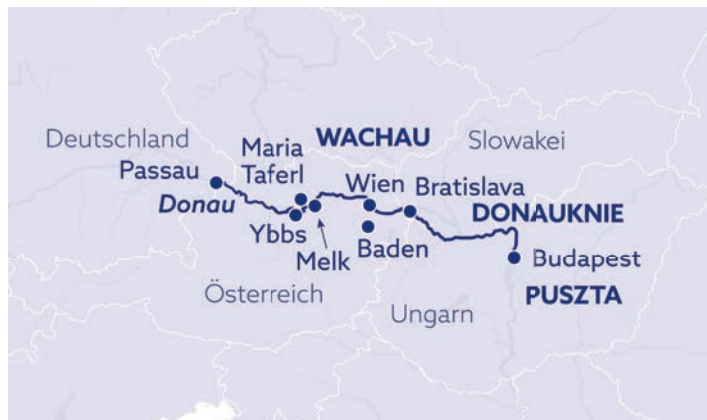 Deutschland
Maria
Taferl
WACHAU
Slowakei
Passau
Donau
Wien
Bratislava
DONAUKNIE
Ybbs
Melk
Baden
Budapest
Österreich
Ungarn
PUSZTA